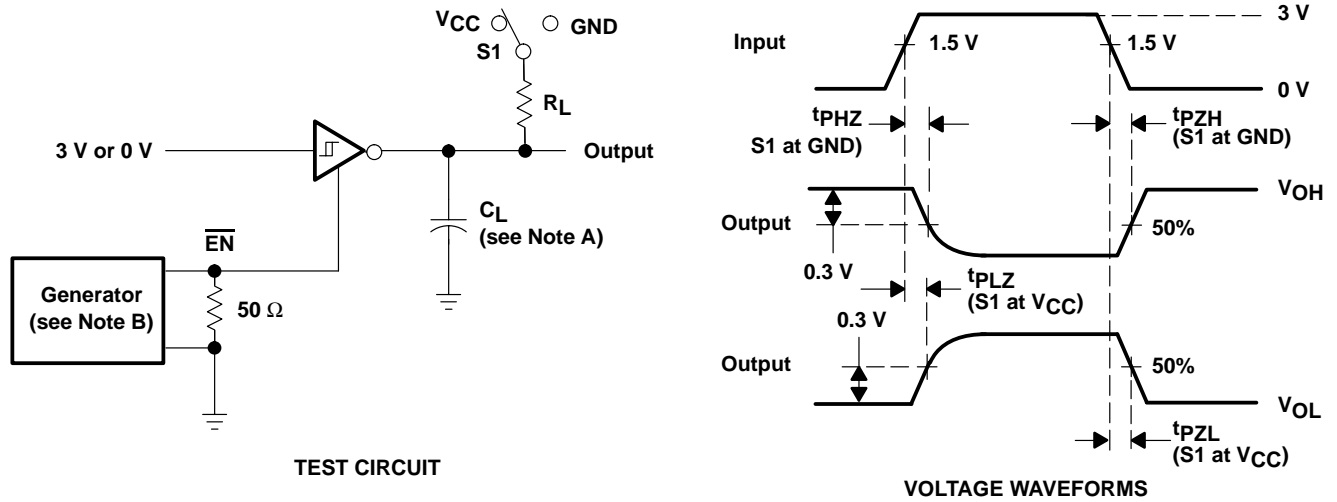 VCC
GND
S1
RL
3 V or 0 V
Output
CL
(see Note A)
EN
Generator
(see Note B)
50 Ω
TEST CIRCUIT
3 V
Input
1.5 V
1.5 V
0 V
tPHZ
S1 at GND)
tPZH
(S1 at GND)
VOH
Output
50%
0.3 V
tPLZ
(S1 at VCC)
0.3 V
Output
50%
VOL
tPZL
(S1 at VCC)
VOLTAGE WAVEFORMS